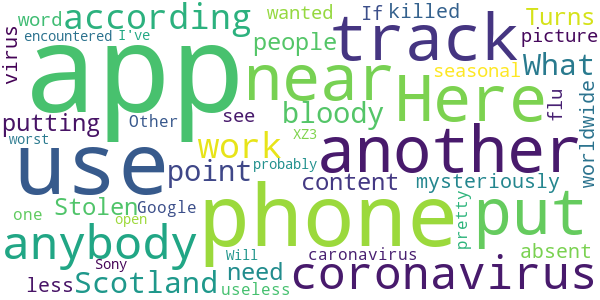 word according wanted If killed Turns
encountered I've
virus app people track picture
near seasonal What
putting Other see bloody Here flu worldwide
worst work XZ3 another
use point probably content mysteriously
one Stolen Google phone put
anybody open pretty absent
Sony Will caronavirus
less Scotland need coronavirus
useless